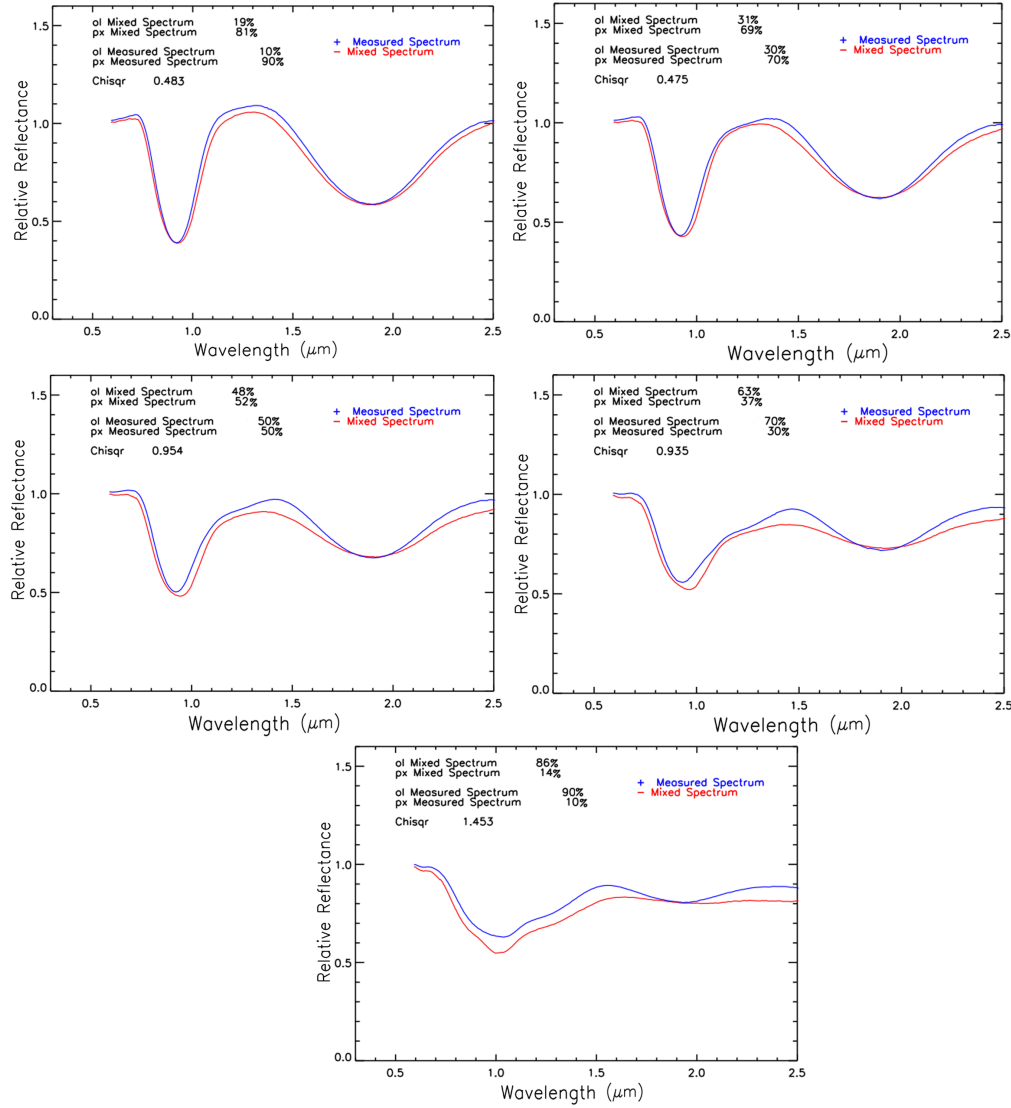 ol Mixed Spectrum 19%
px Mixed Spectrum 81%
ol Measured Spectrum 10%
px Measured Spectrum 90%
Chisqr 0.483
+ Measured Spectrum
− Mixed Spectrum
Relative Reflectance
1.5
1.0
0.5
0.0
0.5 1.0 1.5 2.0 2.5
Wavelength (μm)
ol Mixed Spectrum 31%
px Mixed Spectrum 69%
ol Measured Spectrum 30%
px Measured Spectrum 70%
Chisqr 0.475
+ Measured Spectrum
− Mixed Spectrum
Relative Reflectance
1.5
1.0
0.5
0.0
0.5 1.0 1.5 2.0 2.5
Wavelength (μm)
ol Mixed Spectrum 48%
px Mixed Spectrum 52%
ol Measured Spectrum 50%
px Measured Spectrum 50%
Chisqr 0.954
+ Measured Spectrum
− Mixed Spectrum
Relative Reflectance
1.5
1.0
0.5
0.0
0.5 1.0 1.5 2.0 2.5
Wavelength (μm)
ol Mixed Spectrum 63%
px Mixed Spectrum 37%
ol Measured Spectrum 70%
px Measured Spectrum 30%
Chisqr 0.935
+ Measured Spectrum
− Mixed Spectrum
Relative Reflectance
1.5
1.0
0.5
0.0
0.5 1.0 1.5 2.0 2.5
Wavelength (μm)
ol Mixed Spectrum 86%
px Mixed Spectrum 14%
ol Measured Spectrum 90%
px Measured Spectrum 10%
Chisqr 1.453
+ Measured Spectrum
− Mixed Spectrum
Relative Reflectance
1.5
1.0
0.5
0.0
0.5 1.0 1.5 2.0 2.5
Wavelength (μm)